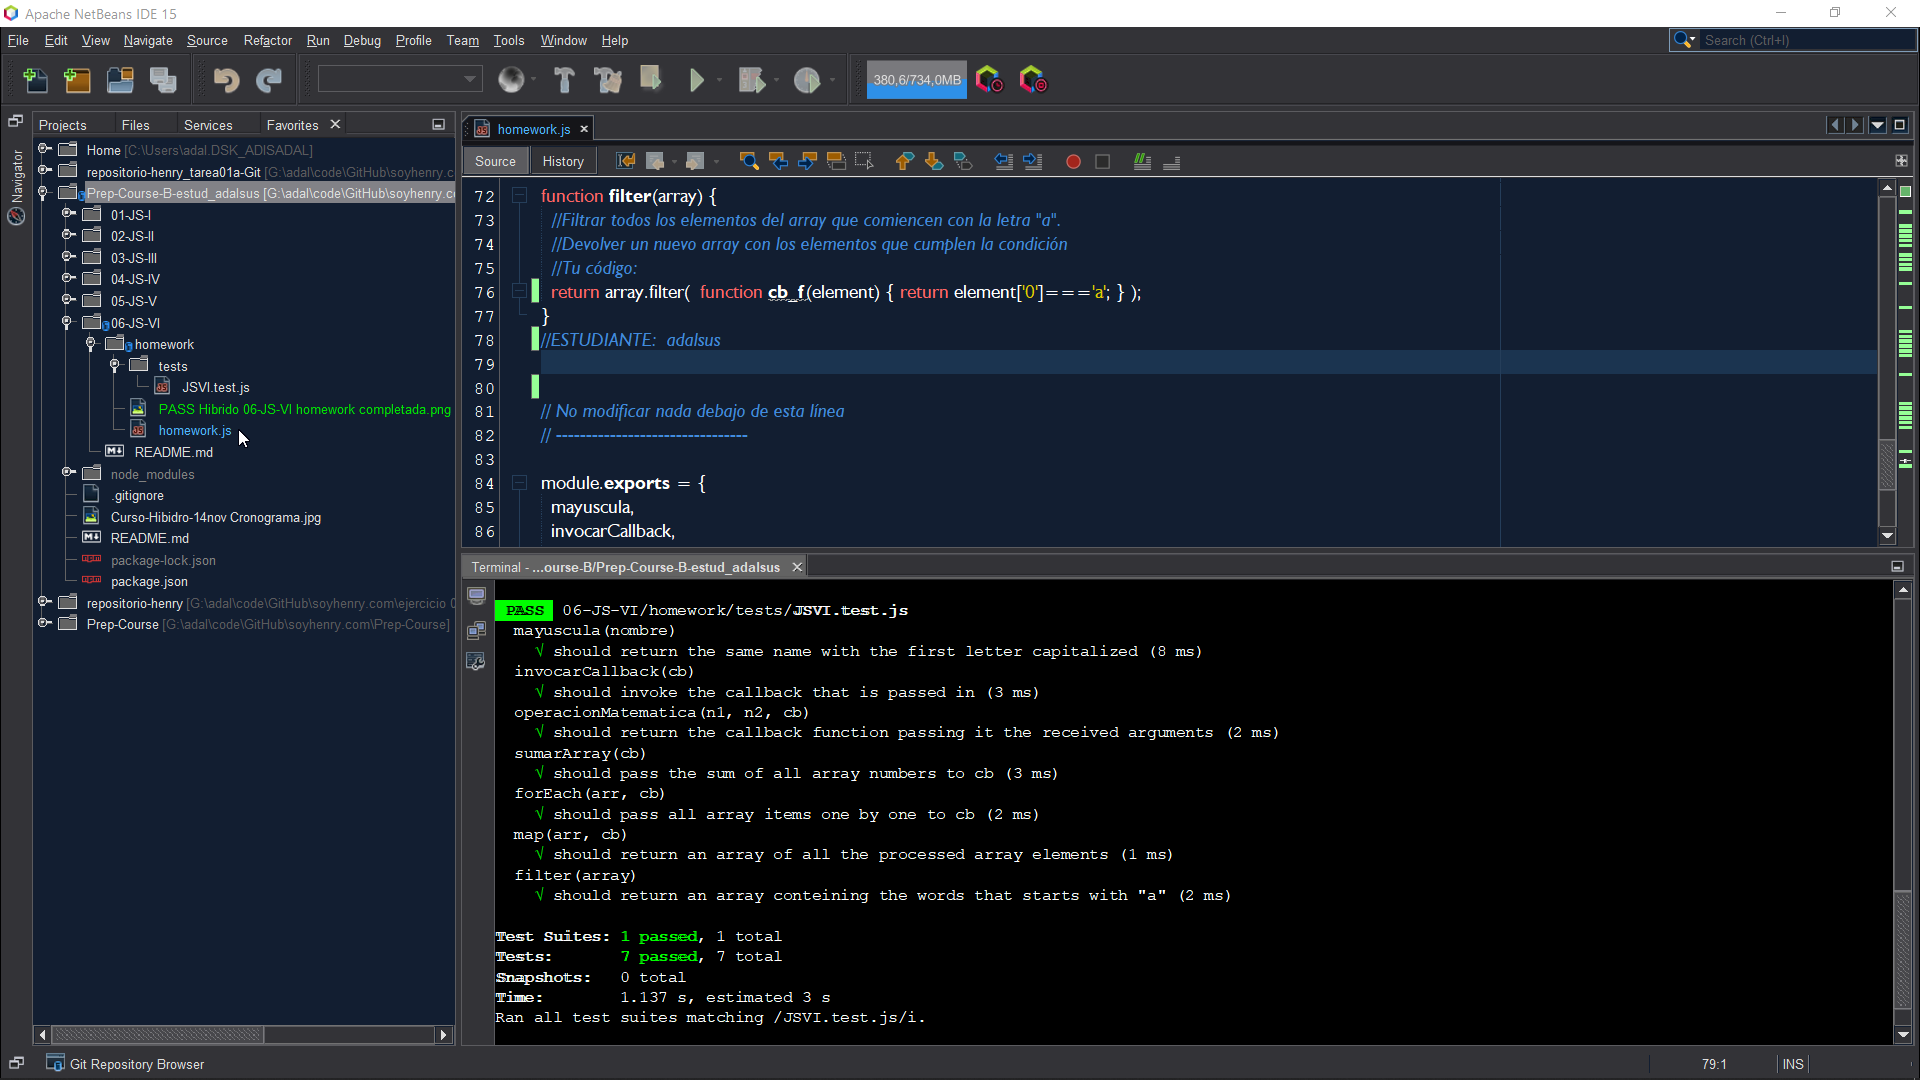 Apache NetBeans IDE 15
File Edit View Navigate Source Refactor Run Debug Profile Team Tools Window Help
Search (Ctrl+I)
380,6/734,0MB
Navigator
Projects Files Services Favorites
Home [C:\Users\adal.DSK_ADISADAL]
repositorio-henry_tarea01a-Git [G:\adal\code\GitHub\soyhenry.c
Prep-Course-B-estud_adalsus [G:\adal\code\GitHub\soyhenry.co
01-JS-I
02-JS-II
03-JS-III
04-JS-IV
05-JS-V
06-JS-VI
homework
tests
JSVI.test.js
PASS Hibrido 06-JS-VI homework completada.png
homework.js
README.md
node_modules
.gitignore
Curso-Hibidro-14nov Cronograma.jpg
README.md
package-lock.json
package.json
repositorio-henry [G:\adal\code\GitHub\soyhenry.com\ejercicio 0
Prep-Course [G:\adal\code\GitHub\soyhenry.com\Prep-Course]
homework.js
Source History
72 function filter(array) {
73 //Filtrar todos los elementos del array que comiencen con la letra "a".
74 //Devolver un nuevo array con los elementos que cumplen la condición
75 //Tu código:
76 return array.filter( function cb_f(element) { return element['0']==='a'; } );
77 }
78 //ESTUDIANTE: adalsus
79
80
81 // No modificar nada debajo de esta línea
82 // --------------------------------
83
84 module.exports = {
85 mayuscula,
86 invocarCallback,
Terminal - ...ourse-B/Prep-Course-B-estud_adalsus
PASS 06-JS-VI/homework/tests/JSVI.test.js
mayuscula(nombre)
√ should return the same name with the first letter capitalized (8 ms)
invocarCallback(cb)
√ should invoke the callback that is passed in (3 ms)
operacionMatematica(n1, n2, cb)
√ should return the callback function passing it the received arguments (2 ms)
sumarArray(cb)
√ should pass the sum of all array numbers to cb (3 ms)
forEach(arr, cb)
√ should pass all array items one by one to cb (2 ms)
map(arr, cb)
√ should return an array of all the processed array elements (1 ms)
filter(array)
√ should return an array conteining the words that starts with "a" (2 ms)
Test Suites: 1 passed, 1 total
Tests: 7 passed, 7 total
Snapshots: 0 total
Time: 1.137 s, estimated 3 s
Ran all test suites matching /JSVI.test.js/i.
Git Repository Browser
79:1 INS